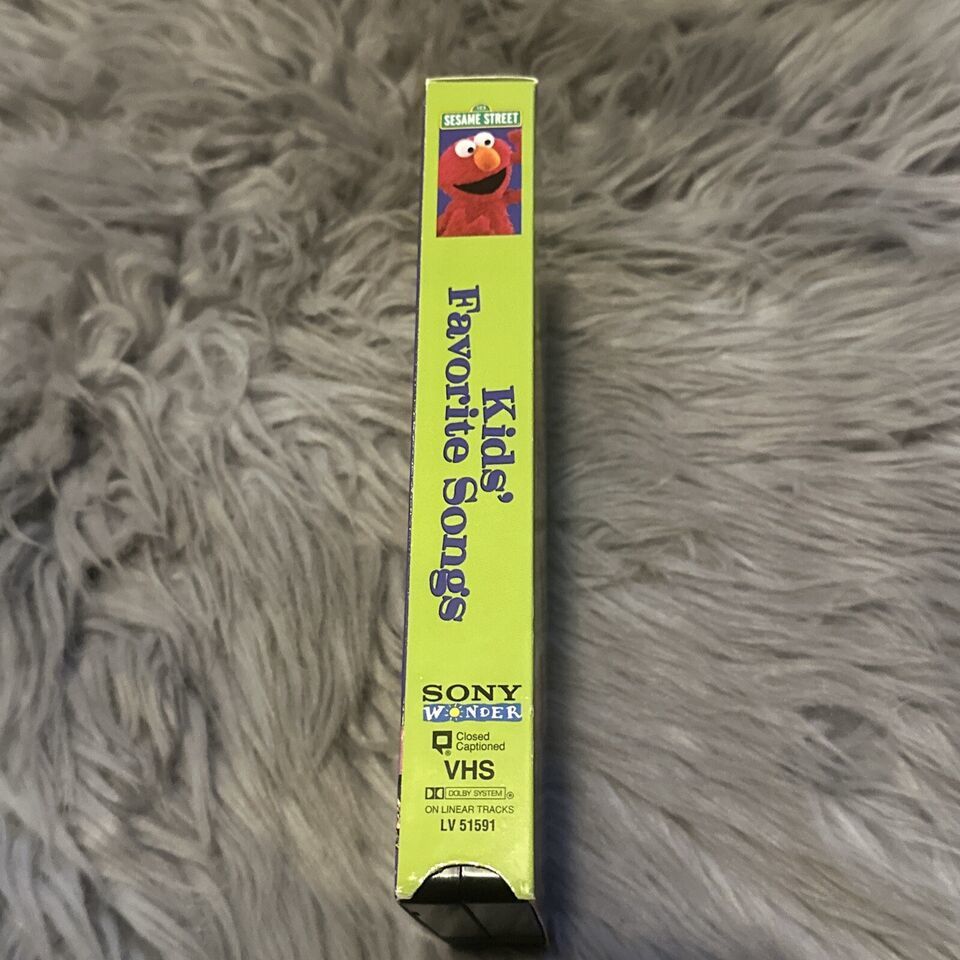 SESAME STREET
Kids'
Favorite Songs
SONY
WONDER
Closed
Captioned
VHS
DOLBY SYSTEM ®
ON LINEAR TRACKS
LV 51591